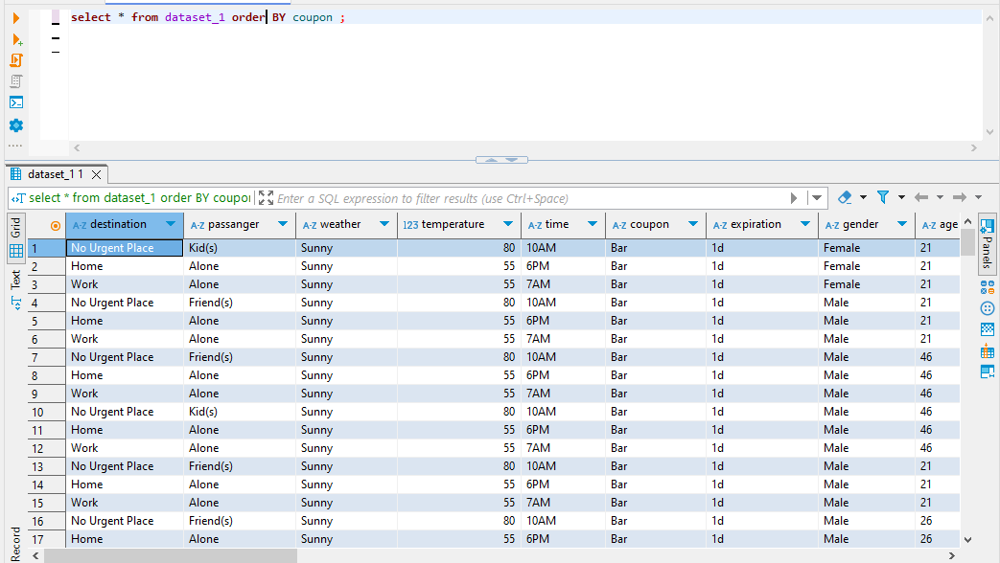 select * from dataset_1 order BY coupon ;
dataset_1 1
select * from dataset_1 order BY coupon Enter a SQL expression to filter results (use Ctrl+Space)
Grid
Text
Record
Panels
A-Z destination A-Z passanger A-Z weather 123 temperature A-Z time A-Z coupon A-Z expiration A-Z gender A-Z age
1 No Urgent Place Kid(s) Sunny 80 10AM Bar 1d Female 21
2 Home Alone Sunny 55 6PM Bar 1d Female 21
3 Work Alone Sunny 55 7AM Bar 1d Female 21
4 No Urgent Place Friend(s) Sunny 80 10AM Bar 1d Male 21
5 Home Alone Sunny 55 6PM Bar 1d Male 21
6 Work Alone Sunny 55 7AM Bar 1d Male 21
7 No Urgent Place Friend(s) Sunny 80 10AM Bar 1d Male 46
8 Home Alone Sunny 55 6PM Bar 1d Male 46
9 Work Alone Sunny 55 7AM Bar 1d Male 46
10 No Urgent Place Kid(s) Sunny 80 10AM Bar 1d Male 46
11 Home Alone Sunny 55 6PM Bar 1d Male 46
12 Work Alone Sunny 55 7AM Bar 1d Male 46
13 No Urgent Place Friend(s) Sunny 80 10AM Bar 1d Male 21
14 Home Alone Sunny 55 6PM Bar 1d Male 21
15 Work Alone Sunny 55 7AM Bar 1d Male 21
16 No Urgent Place Friend(s) Sunny 80 10AM Bar 1d Male 26
17 Home Alone Sunny 55 6PM Bar 1d Male 26